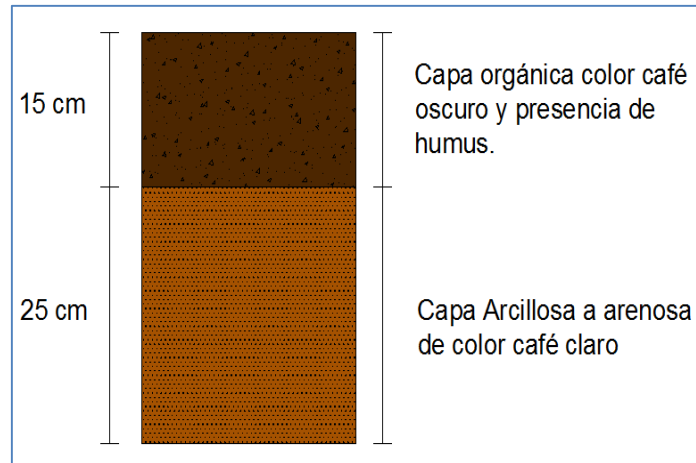 15 cm
Capa orgánica color café
oscuro y presencia de
humus.
25 cm
Capa Arcillosa a arenosa
de color café claro